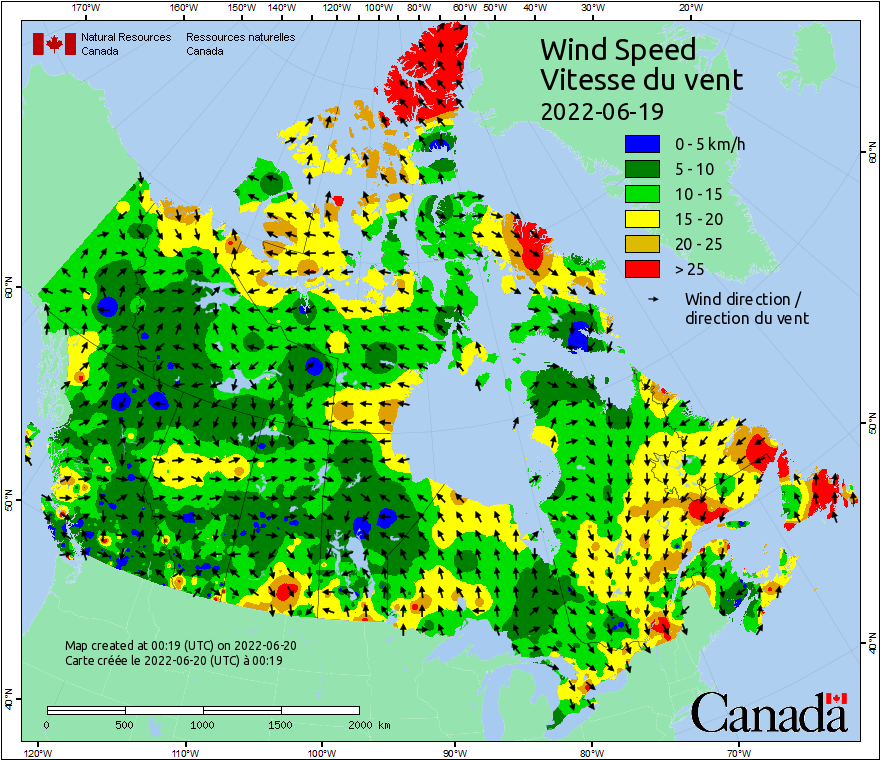 170°W 160°W 150°W 140°W 130°W 120°W 110°W 100°W 90°W 80°W 70°W 60°W 50°W 40°W 30°W 20°W
Natural Resources Ressources naturelles
Canada Canada
Wind Speed
Vitesse du vent
2022-06-19
0 - 5 km/h
5 - 10
10 - 15
15 - 20
20 - 25
> 25
Wind direction /
direction du vent
60°N
60°N
50°N
50°N
40°N
40°N
Map created at 00:19 (UTC) on 2022-06-20
Carte créée le 2022-06-20 (UTC) à 00:19
0 500 1000 1500 2000 km
Canada
120°W 110°W 100°W 90°W 80°W 70°W